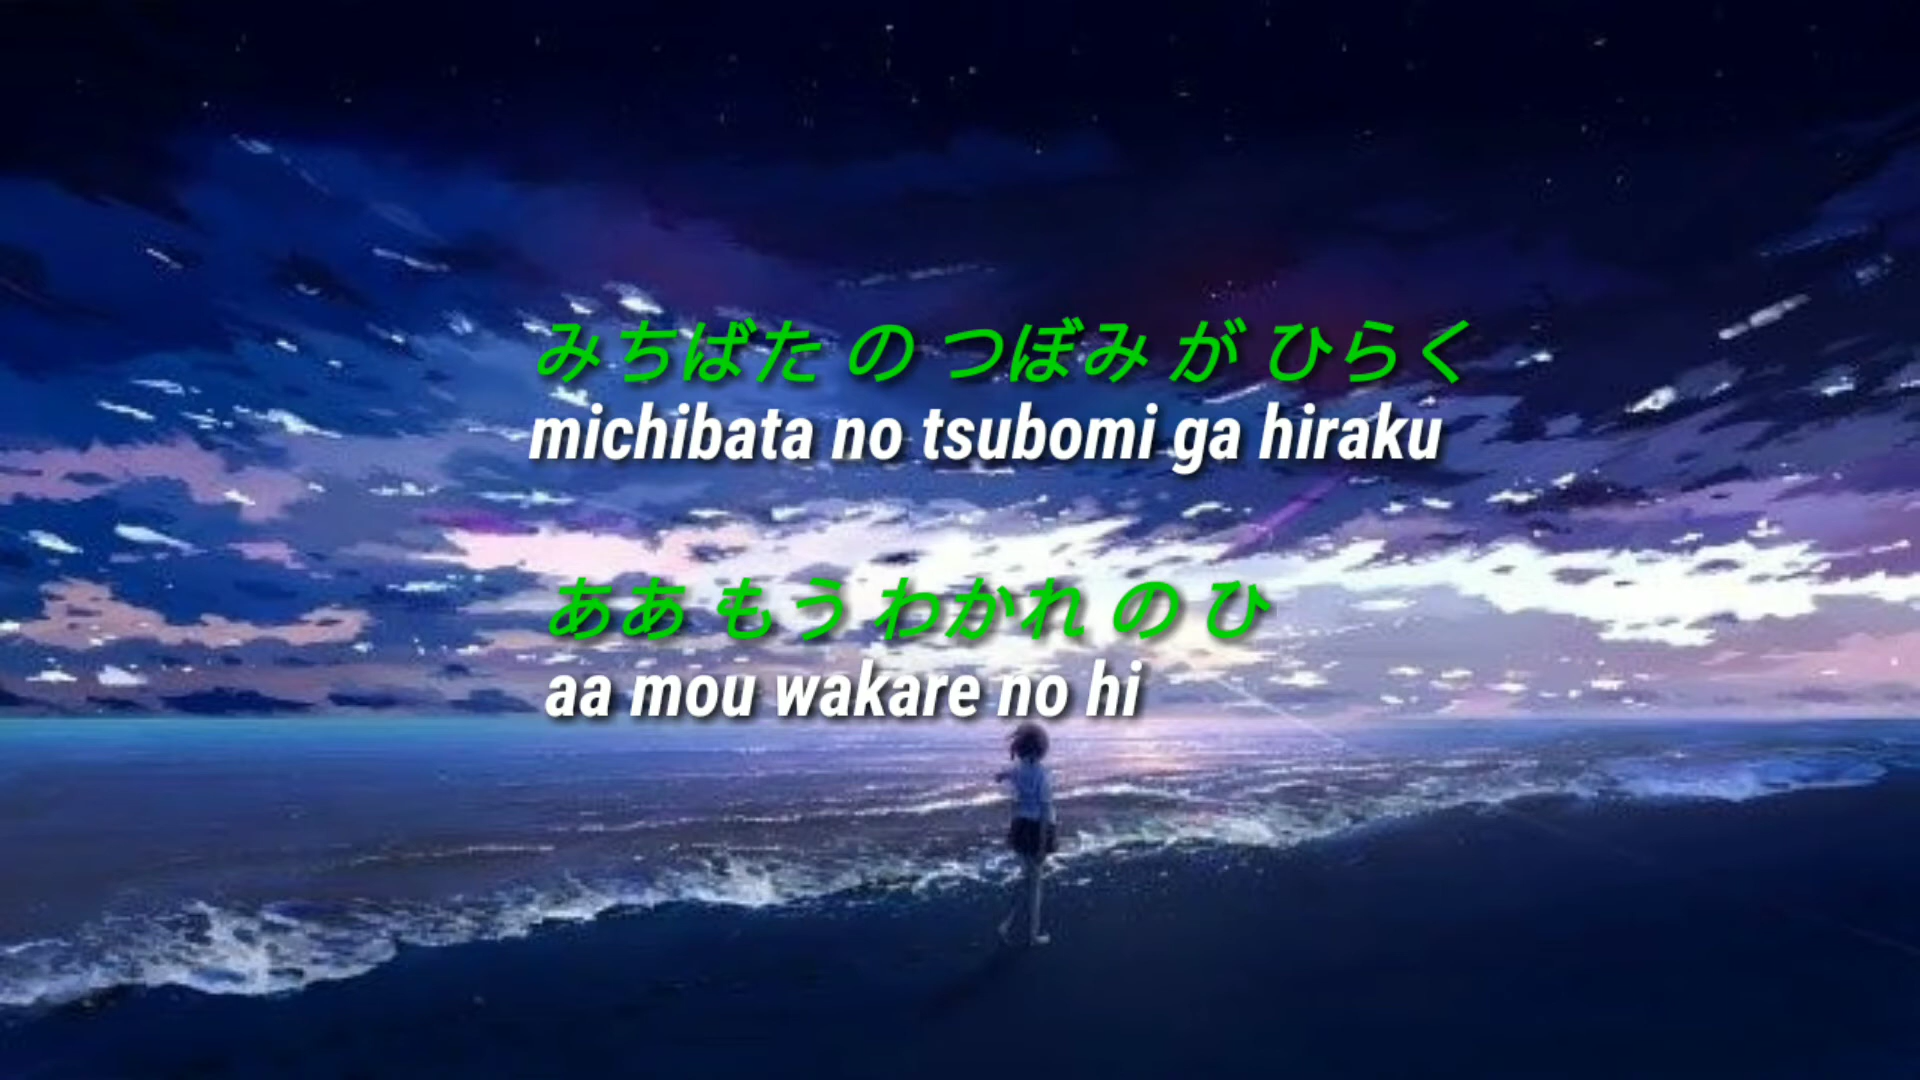 みちばた の つぼみ が ひらく
michibata no tsubomi ga hiraku
ああ もう わかれ の ひ
aa mou wakare no hi